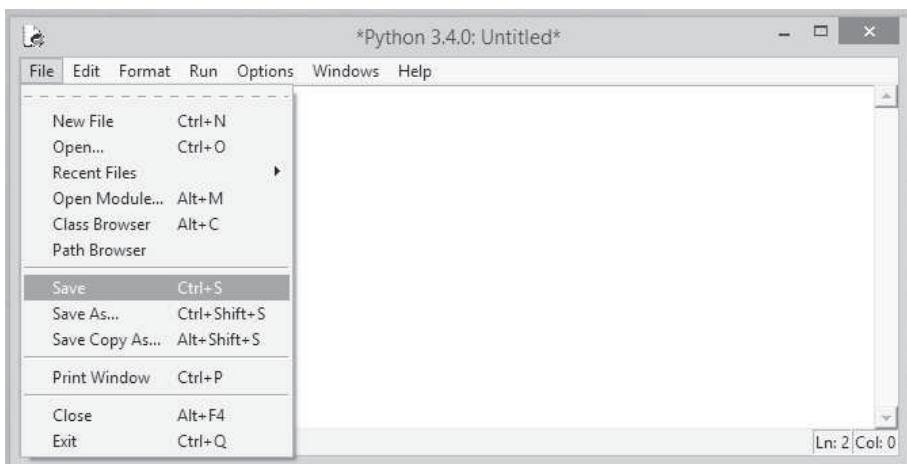 *Python 3.4.0: Untitled*
File Edit Format Run Options Windows Help
New File Ctrl+N
Open... Ctrl+O
Recent Files
Open Module... Alt+M
Class Browser Alt+C
Path Browser
Save Ctrl+S
Save As... Ctrl+Shift+S
Save Copy As... Alt+Shift+S
Print Window Ctrl+P
Close Alt+F4
Exit Ctrl+Q
Ln: 2 Col: 0